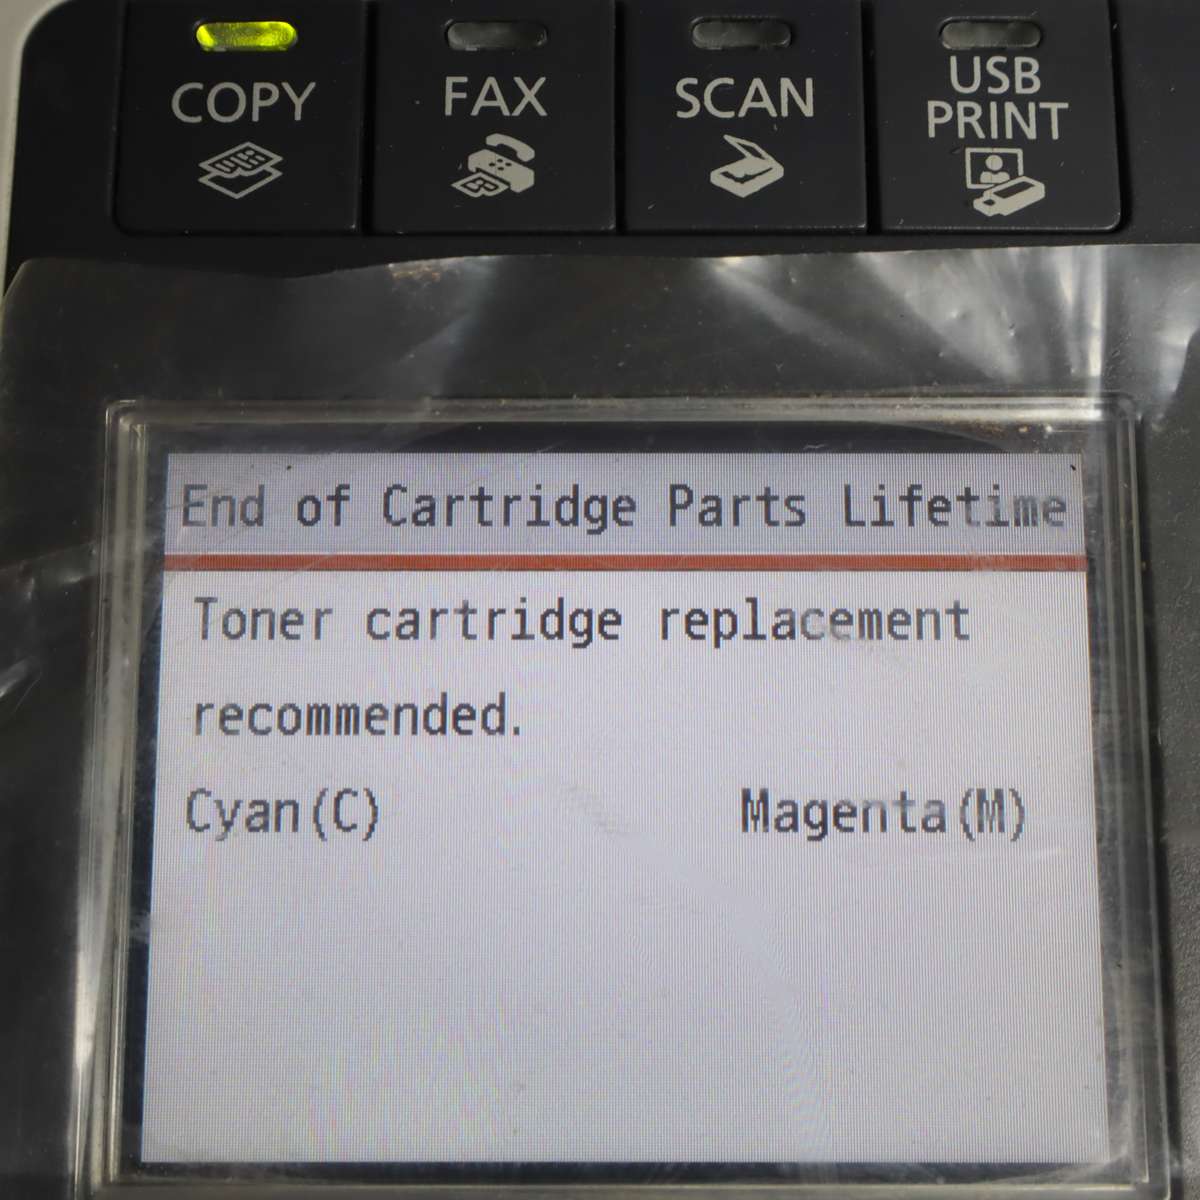 COPY
FAX
SCAN
USB
PRINT
End of Cartridge Parts Lifetime
Toner cartridge replacement
recommended.
Cyan(C) Magenta(M)